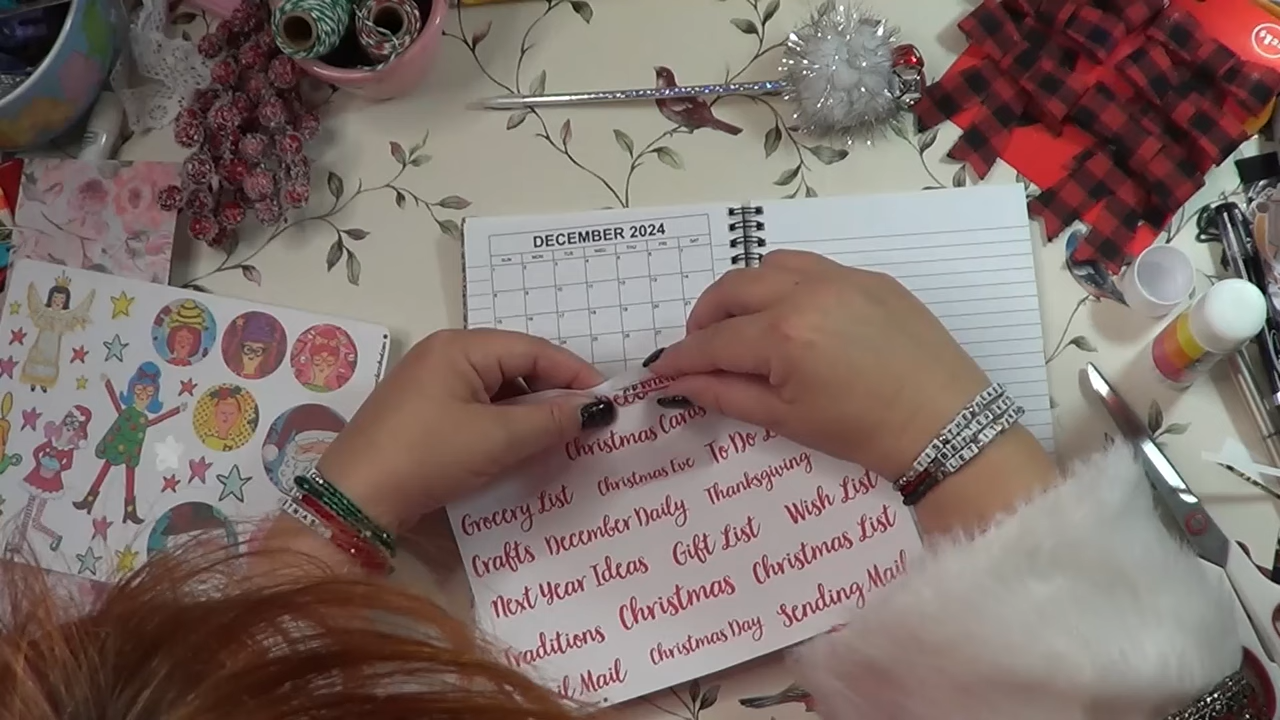 DECEMBER 2024
SUN MON TUE WED THU FRI SAT
Christmas Cards
Christmas Eve To Do
Grocery List
Thanksgiving
Crafts December Daily
Wish List
Next Year Ideas Gift List
Christmas List
Traditions Christmas
Sending Mail
Christmas Day
Mail